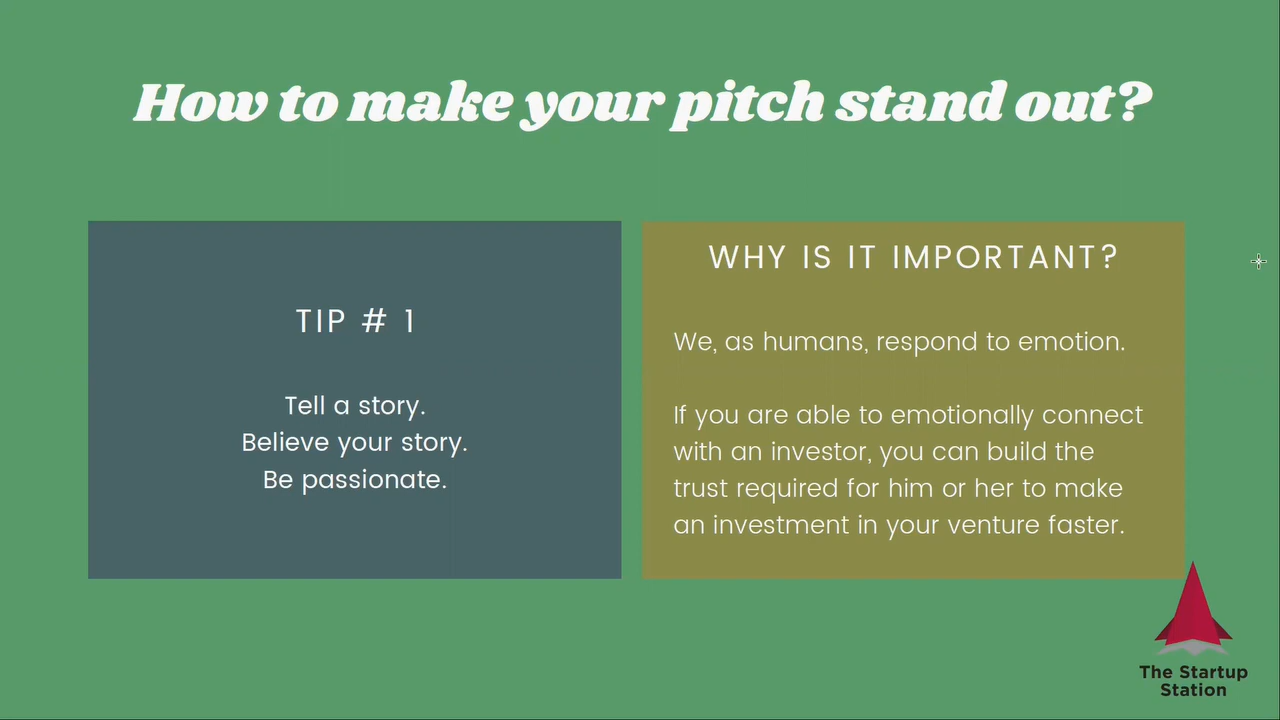 How to make your pitch stand out?
TIP # 1
Tell a story.
Believe your story.
Be passionate.
WHY IS IT IMPORTANT?
We, as humans, respond to emotion.
If you are able to emotionally connect
with an investor, you can build the
trust required for him or her to make
an investment in your venture faster.
The Startup
Station